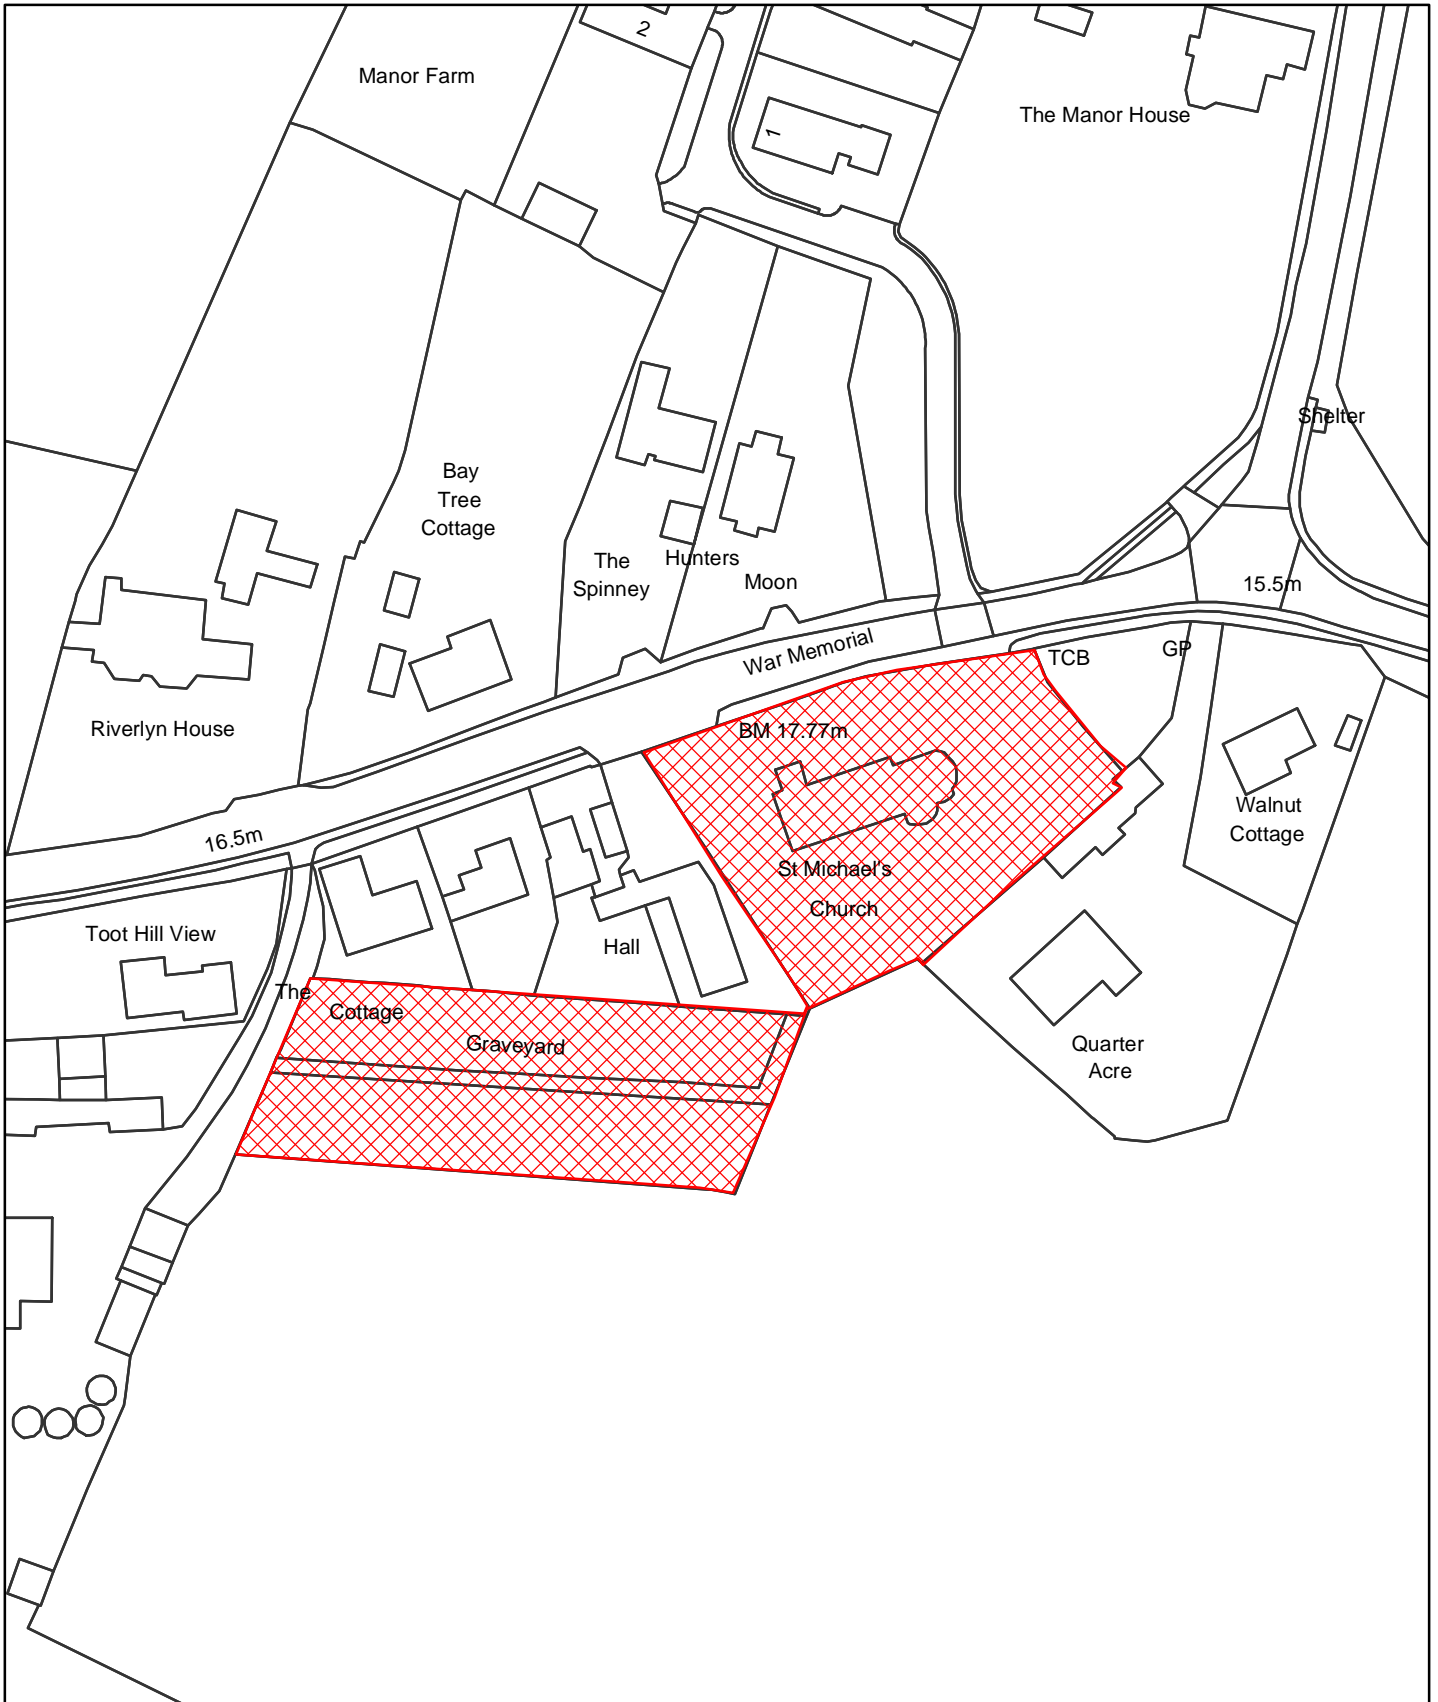 2
Manor Farm
The Manor House
1
Shelter
Bay
Tree
Cottage
The
Spinney
Hunters
Moon
15.5m
War Memorial
TCB
GP
Riverlyn House
BM 17.77m
16.5m
Walnut
Cottage
St Michael's
Church
Toot Hill View
Hall
The
Cottage
Graveyard
Quarter
Acre